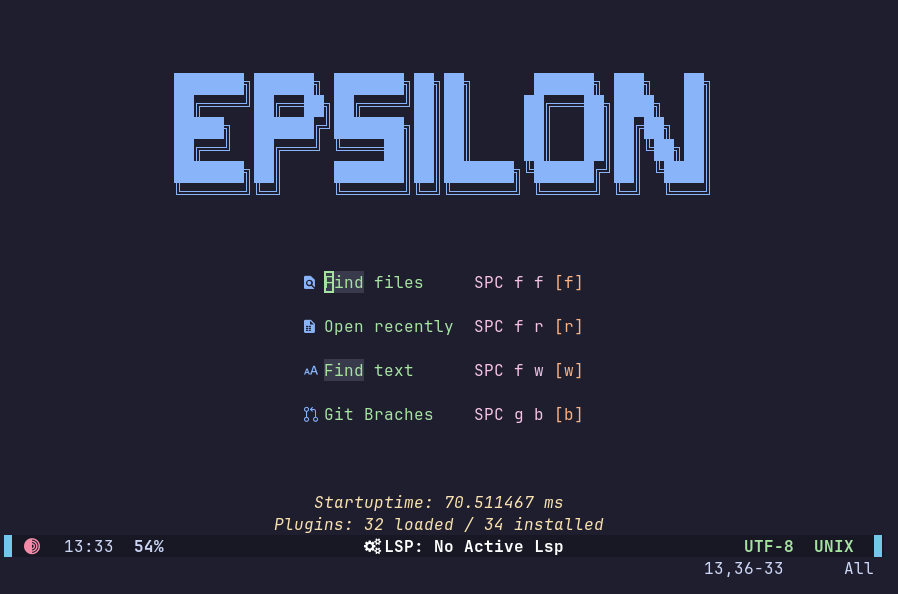 EPSILON
Find files SPC f f [f]
Open recently SPC f r [r]
Find text SPC f w [w]
Git Braches SPC g b [b]
Startuptime: 70.511467 ms
Plugins: 32 loaded / 34 installed
13:33 54% LSP: No Active Lsp UTF-8 UNIX
13,36-33 All